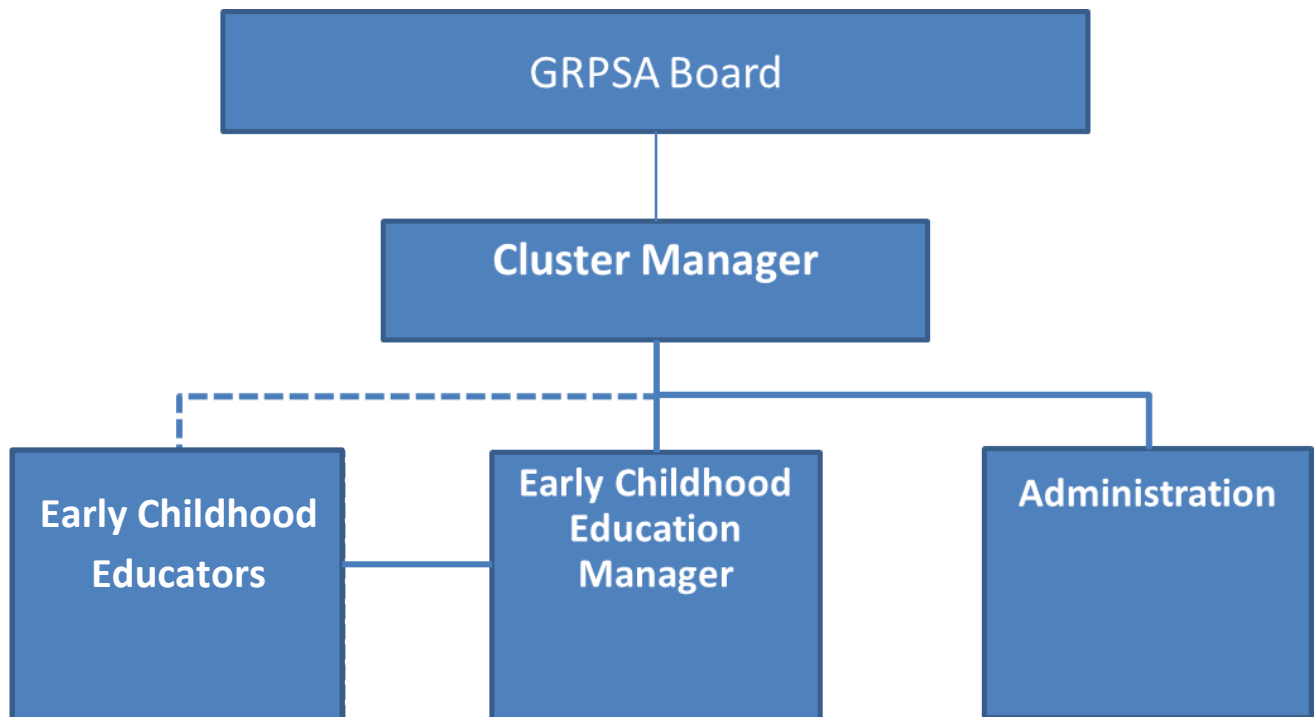 GRPSA Board
Cluster Manager
Early Childhood
Educators
Early Childhood
Education
Manager
Administration